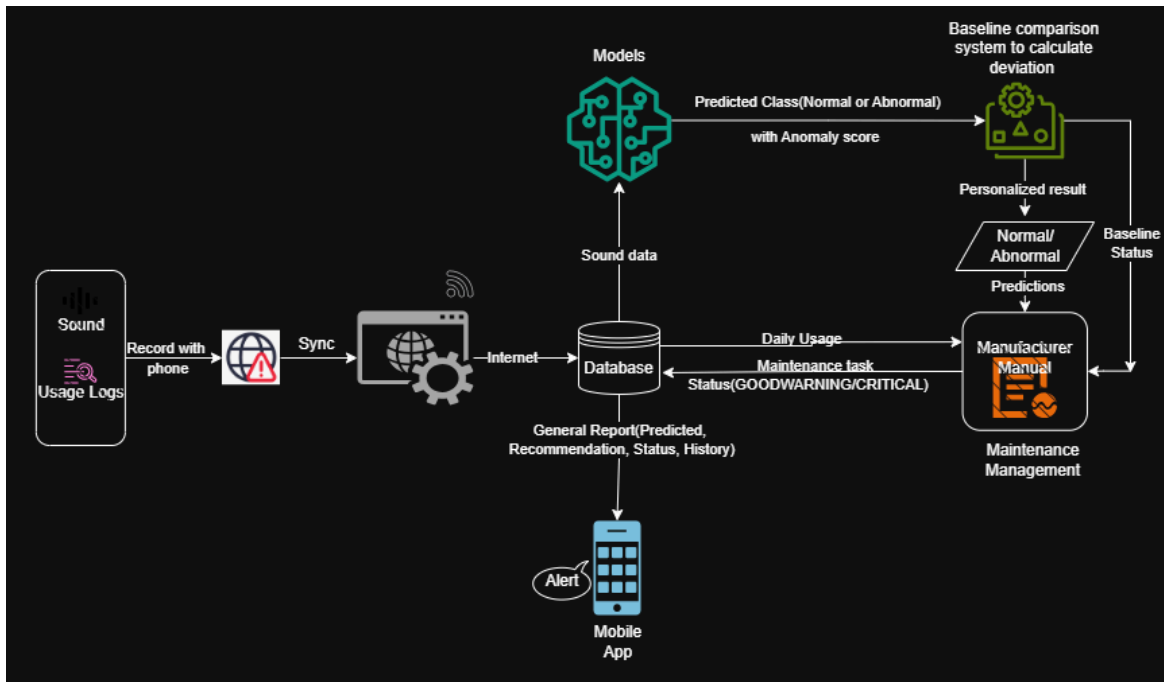 Baseline comparison
system to calculate
deviation
Models
Predicted Class(Normal or Abnormal)
with Anomaly score
Personalized result
Normal/
Abnormal
Baseline
Status
Sound data
Predictions
Sound
Usage Logs
Record with
phone
Sync
Internet
Database
Daily Usage
Maintenance task
Status(GOODWARNING/CRITICAL)
Manufacturer
Manual
Maintenance
Management
General Report(Predicted,
Recommendation, Status, History)
Alert
Mobile
App